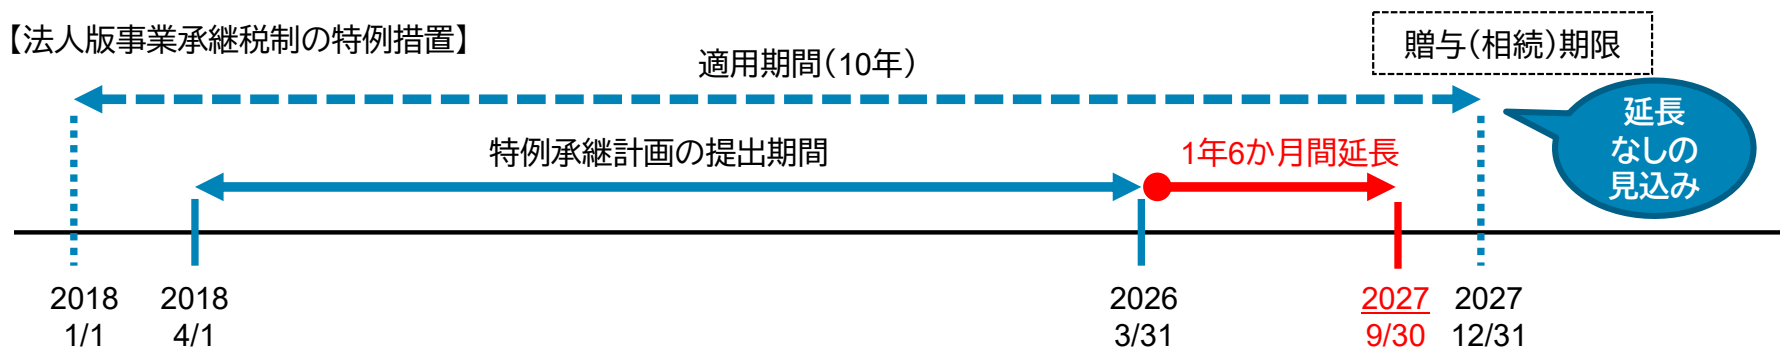 【法人版事業承継税制の特例措置】
贈与(相続)期限
適用期間(10年)
延長
なしの
見込み
特例承継計画の提出期間
1年6か月間延長
2018
1/1
2018
4/1
2026
3/31
2027
9/30
2027
12/31